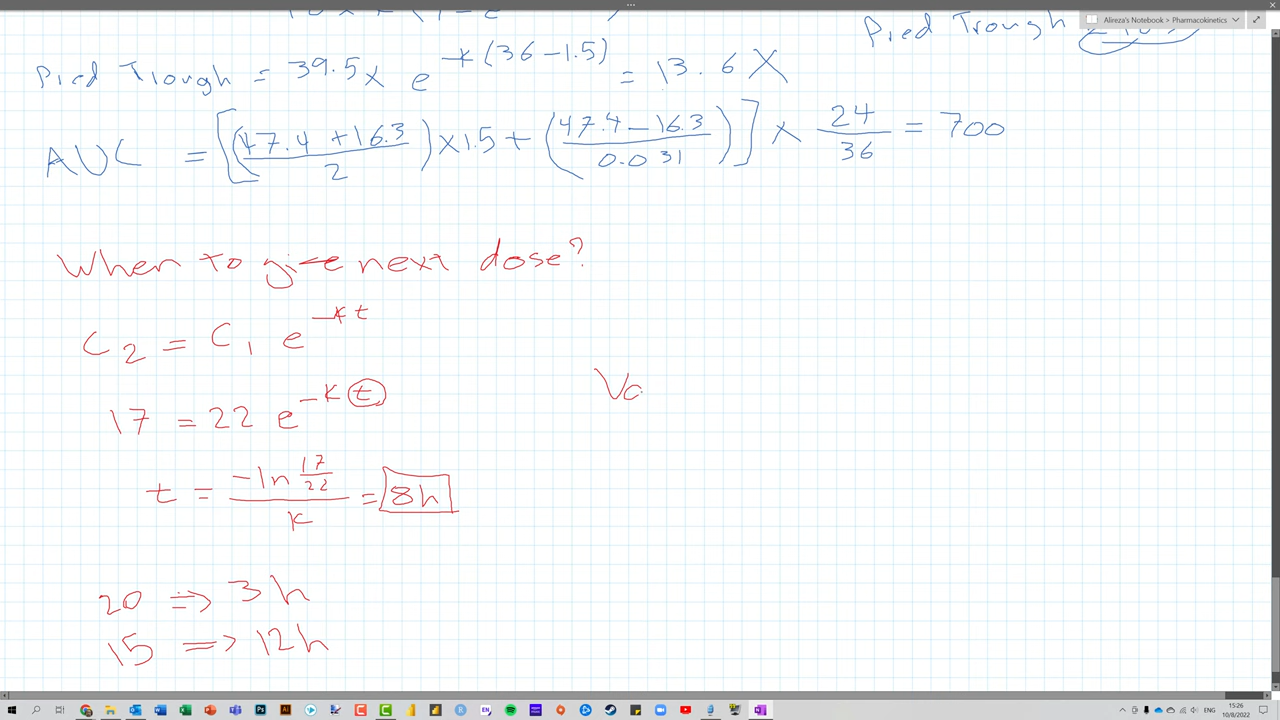 Alireza's Notebook > Pharmacokinetics
Pred Trough
Pred Trough = 39.5 x e^-k(36-1.5) = 13.6 X
AUC = [(47.4 + 16.3 / 2) x 1.5 + (47.4 - 16.3 / 0.031)] x 24/36 = 700
When to give next dose?
C2 = C1 e^-kt
17 = 22 e^-k t
t = -ln 17/22 / k = 8h
Va
20 => 3h
15 => 12h
ENG
15:26
10/8/2022